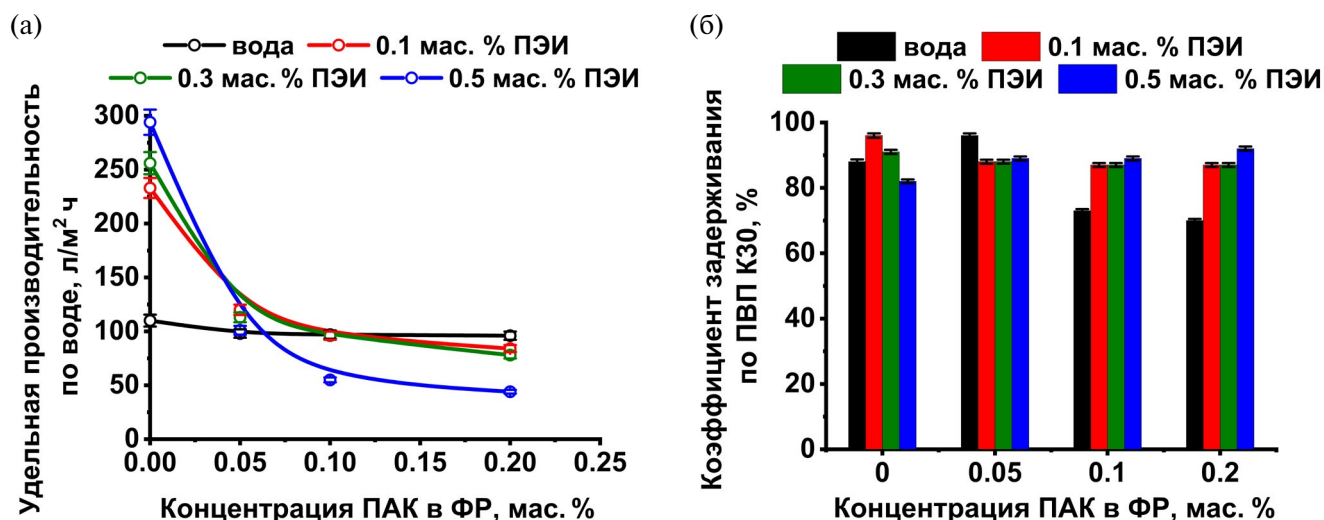 (а)
вода 0.1 мас. % ПЭИ
0.3 мас. % ПЭИ 0.5 мас. % ПЭИ
Удельная производительность
по воде, л/м² ч
300
250
200
150
100
50
0
0.00 0.05 0.10 0.15 0.20 0.25
Концентрация ПАК в ФР, мас. %
(б)
вода 0.1 мас. % ПЭИ
0.3 мас. % ПЭИ 0.5 мас. % ПЭИ
Коэффициент задерживания
по ПВП К30, %
100
80
60
40
20
0
0 0.05 0.1 0.2
Концентрация ПАК в ФР, мас. %